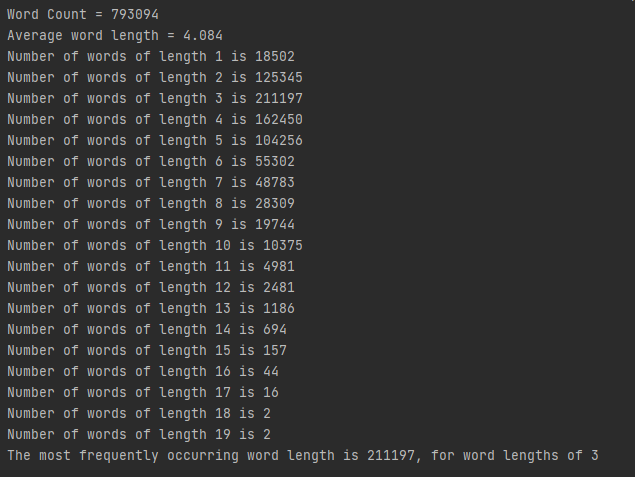 Word Count = 793094
Average word length = 4.084
Number of words of length 1 is 18502
Number of words of length 2 is 125345
Number of words of length 3 is 211197
Number of words of length 4 is 162450
Number of words of length 5 is 104256
Number of words of length 6 is 55302
Number of words of length 7 is 48783
Number of words of length 8 is 28309
Number of words of length 9 is 19744
Number of words of length 10 is 10375
Number of words of length 11 is 4981
Number of words of length 12 is 2481
Number of words of length 13 is 1186
Number of words of length 14 is 694
Number of words of length 15 is 157
Number of words of length 16 is 44
Number of words of length 17 is 16
Number of words of length 18 is 2
Number of words of length 19 is 2
The most frequently occurring word length is 211197, for word lengths of 3